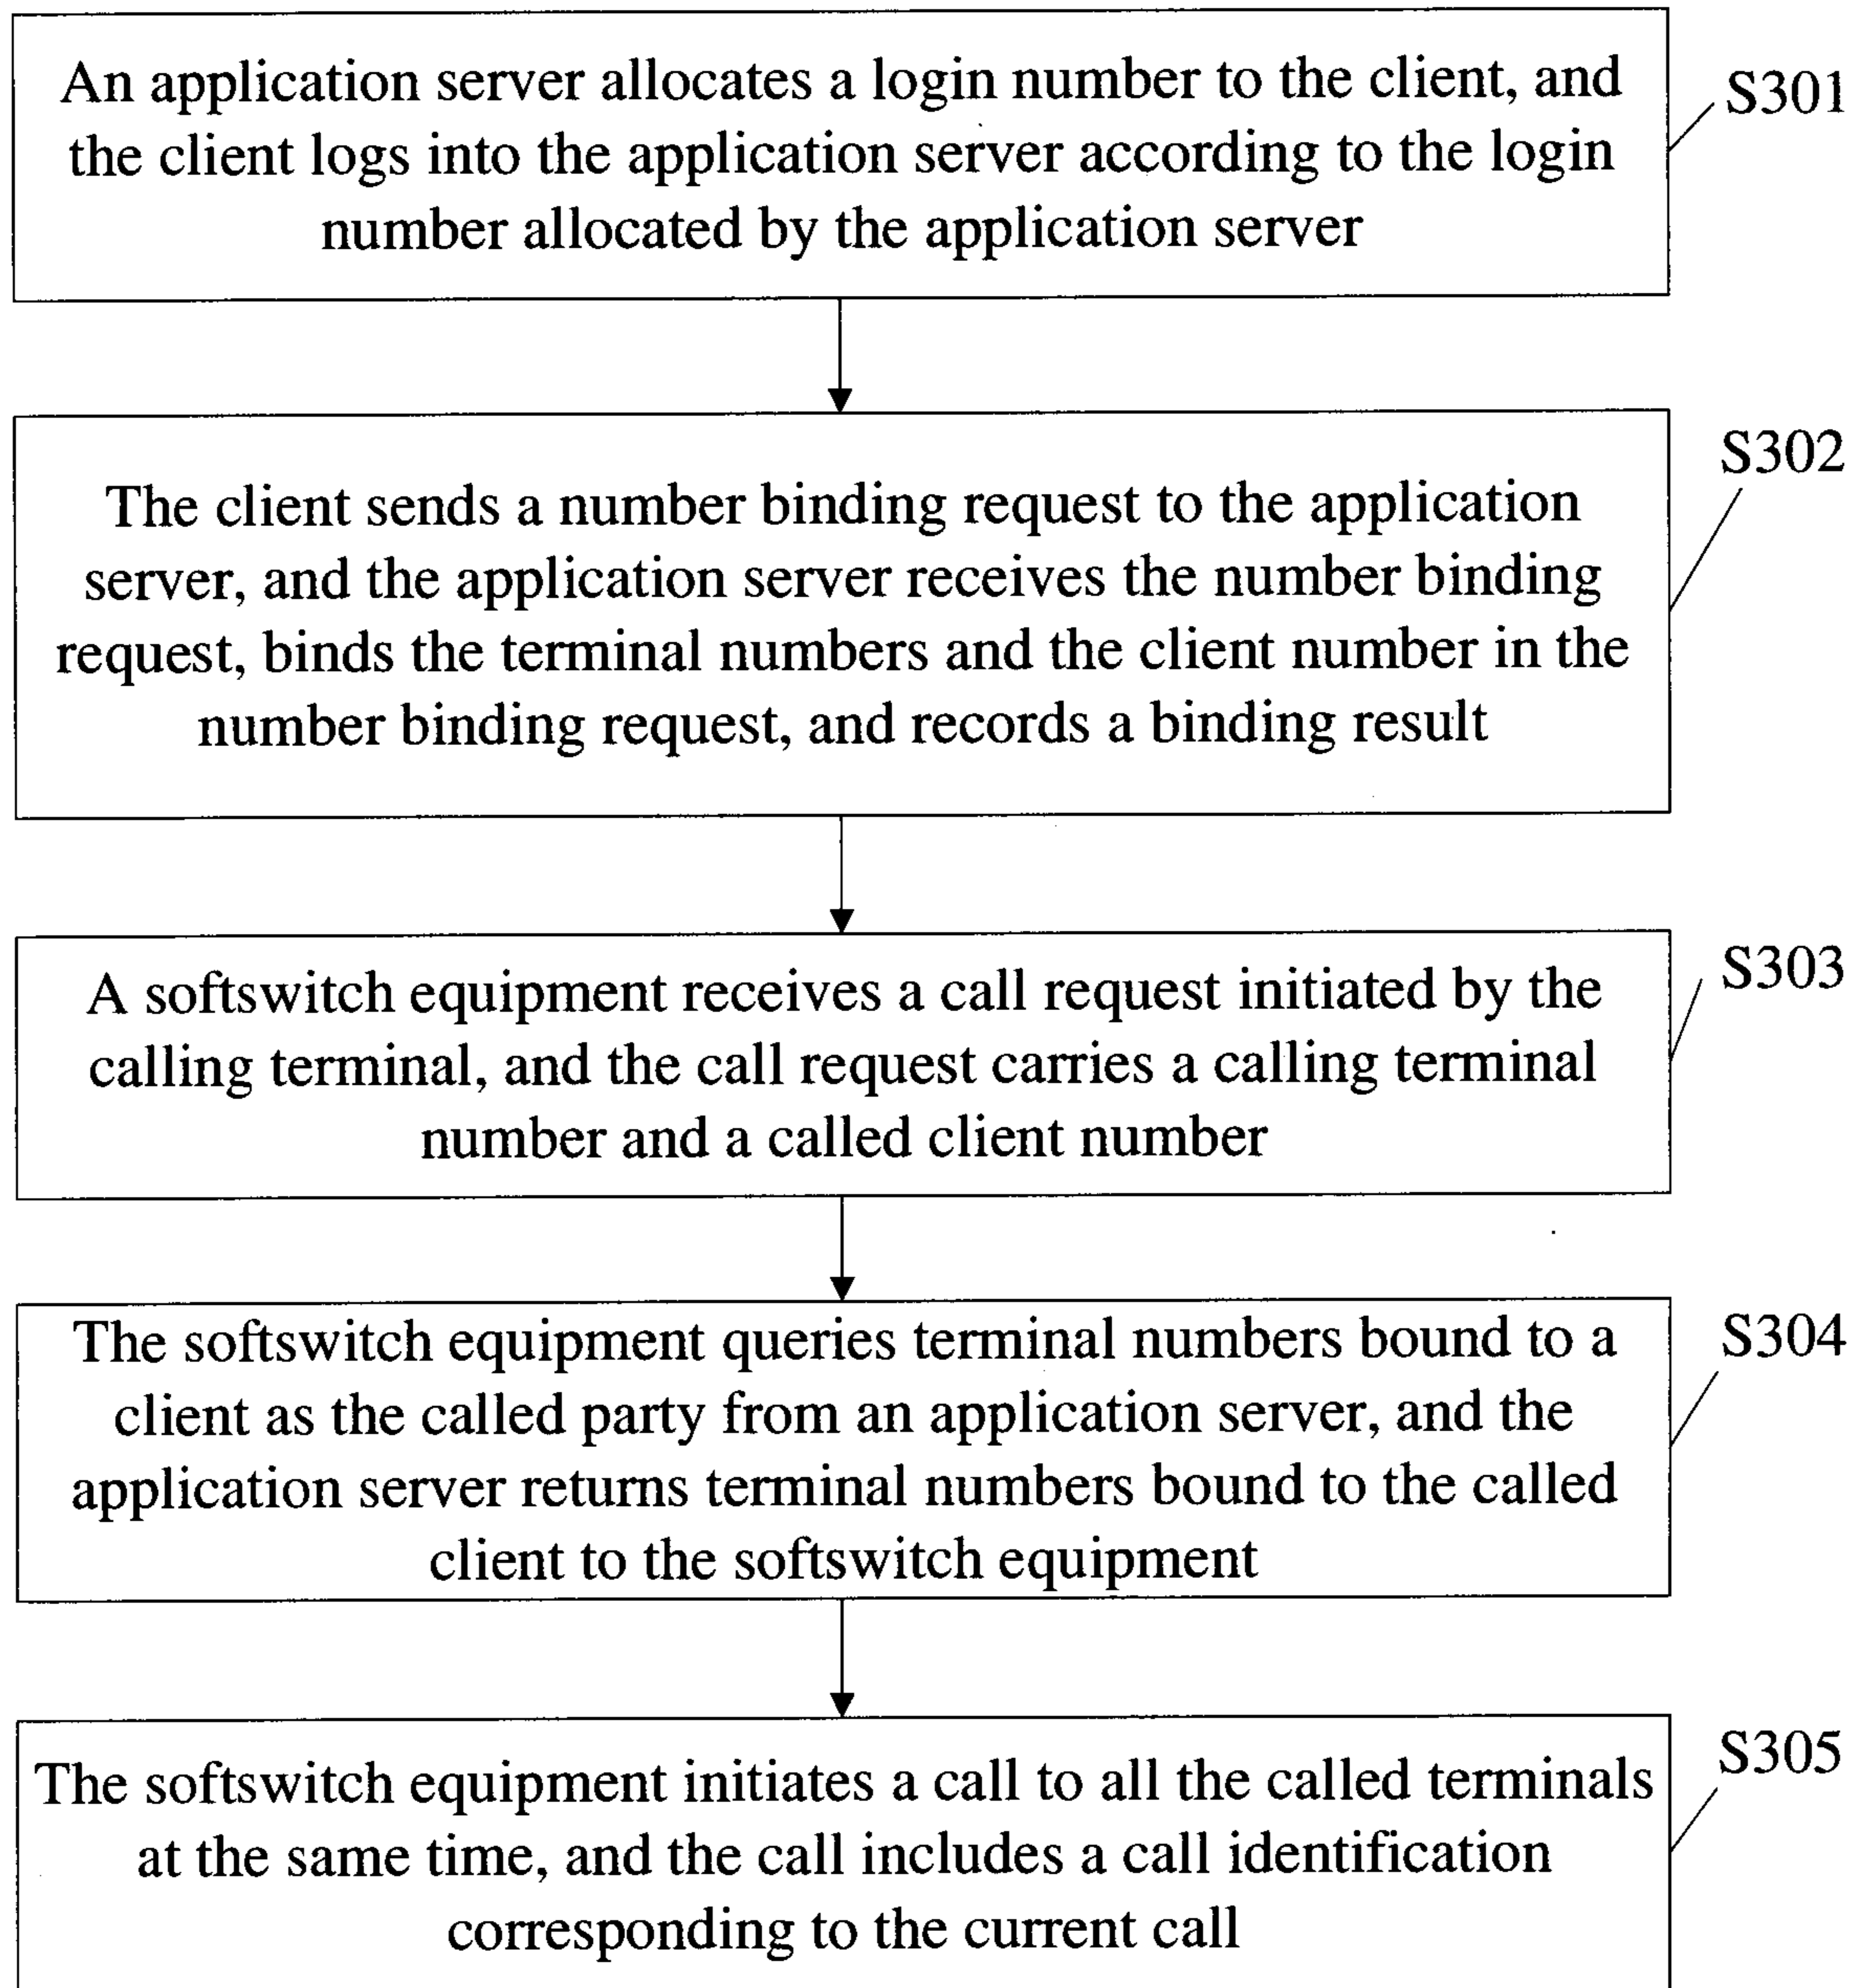 An application server allocates a login number to the client, and
the client logs into the application server according to the login
number allocated by the application server
S301
The client sends a number binding request to the application
server, and the application server receives the number binding
request, binds the terminal numbers and the client number in the
number binding request, and records a binding result
S302
A softswitch equipment receives a call request initiated by the
calling terminal, and the call request carries a calling terminal
number and a called client number
S303
The softswitch equipment queries terminal numbers bound to a
client as the called party from an application server, and the
application server returns terminal numbers bound to the called
client to the softswitch equipment
S304
The softswitch equipment initiates a call to all the called terminals
at the same time, and the call includes a call identification
corresponding to the current call
S305